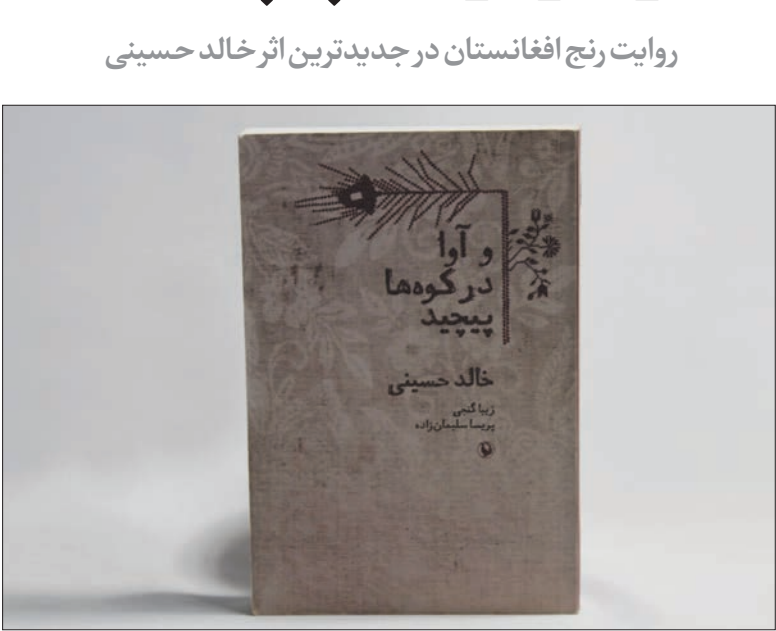 روایت رنج افغانستان در جدیدترین اثر خالد حسینی
و آوا
در کوه‌ها
پیچید
خالد حسینی
زیبا گنجی
پریسا سلیمان‌زاده